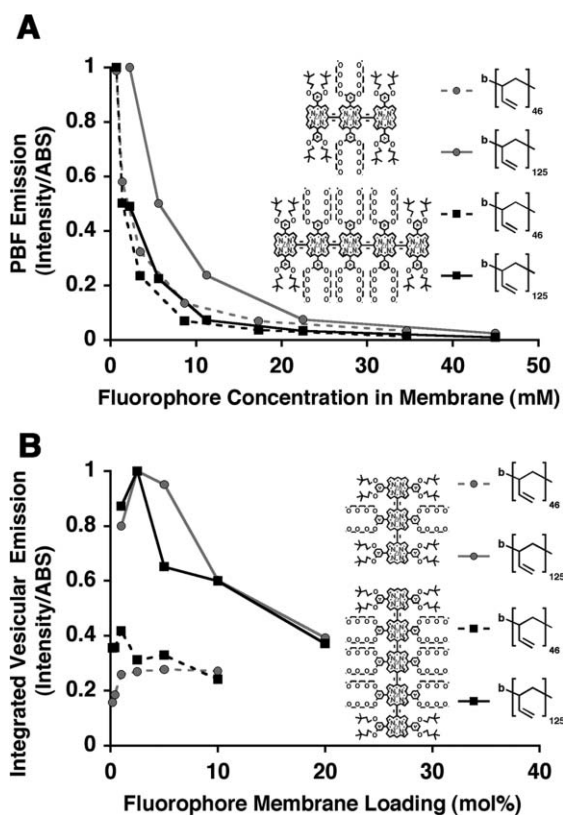 A
1
0.8
0.6
0.4
0.2
0
PBF Emission
(Intensity/ABS)
0
10
20
30
40
50
Fluorophore Concentration in Membrane (mM)
b
46
b
125
b
46
b
125
B
1
0.8
0.6
0.4
0.2
0
Integrated Vesicular Emission
(Intensity/ABS)
0
10
20
30
40
Fluorophore Membrane Loading (mol%)
b
46
b
125
b
46
b
125